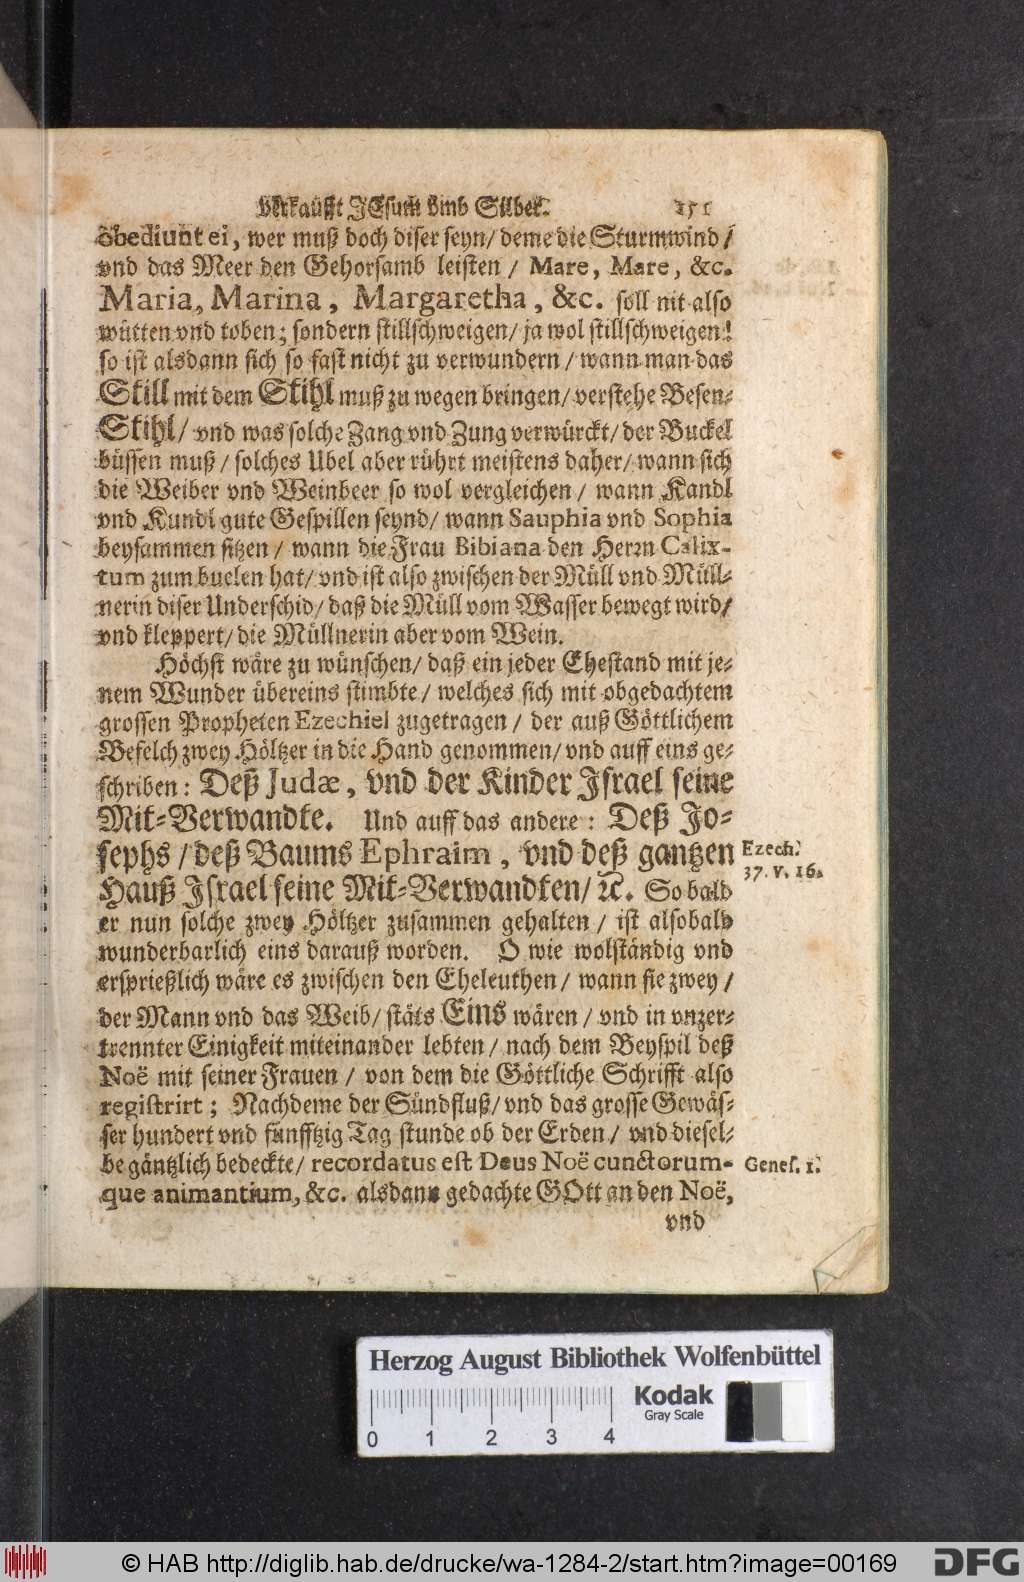 verkaufft JEsum vmb Silber. 151
obediunt ei, wer muß doch diser seyn/ deme die Sturmwind/
vnd das Meer den Gehorsamb leisten / Mare, Mare, &c.
Maria, Marina, Margaretha, &c. soll nit also
wütten vnd toben; sondern stillschweigen/ ja wol stillschweigen!
so ist alsdann sich so fast nicht zu verwundern / wann man das
Still mit dem Stihl muß zu wegen bringen/ verstehe Besen-
Stihl/ vnd was solche Zang vnd Zung verwürckt/ der Buckel
büssen muß / solches Ubel aber rührt meistens daher/ wann sich
die Weiber vnd Weinbeer so wol vergleichen / wann Kandl
vnd Kundl gute Gespillen seynd/ wann Sauphia vnd Sophia
beysammen sitzen / wann die Frau Bibiana den Herrn Calix-
tum zum buelen hat/ vnd ist also zwischen der Müll vnd Müll-
nerin diser Underschid/ daß die Müll vom Wasser bewegt wird/
vnd kleppert/ die Müllnerin aber vom Wein.
Höchst wäre zu wünschen/ daß ein jeder Ehestand mit je-
nem Wunder übereins stimbte/ welches sich mit obgedachtem
grossen Propheten Ezechiel zugetragen / der auß Göttlichem
Befelch zwey Höltzer in die Hand genommen/ vnd auff eins ge-
schriben: Deß Judæ, vnd der Kinder Israel seine
Mit-Verwandte. Und auff das andere: Deß Jo-
sephs / deß Baums Ephraim, vnd deß gantzen
Hauß Israel seine Mit-Verwandten/ ꝛc. So bald
er nun solche zwey Höltzer zusammen gehalten / ist alsobald
wunderbarlich eins darauß worden. O wie wolständig vnd
ersprießlich wäre es zwischen den Eheleuthen / wann sie zwey /
der Mann vnd das Weib/ stäts Eins wären / vnd in vnzer-
trennter Einigkeit miteinander lebten / nach dem Beyspil deß
Noë mit seiner Frauen / von dem die Göttliche Schrifft also
registrirt; Nachdeme der Sündfluß/ vnd das grosse Gewäs-
ser hundert vnd funfftzig Tag stunde ob der Erden / vnd diesel-
be gäntzlich bedeckte/ recordatus est Deus Noë cunctorum-
que animantium, &c. alsdann gedachte GOtt an den Noë,
vnd
Ezech.
37. v. 16.
Genes. 1.
Herzog August Bibliothek Wolfenbüttel
Kodak
Gray Scale
0 1 2 3 4
© HAB http://diglib.hab.de/drucke/wa-1284-2/start.htm?image=00169
DFG